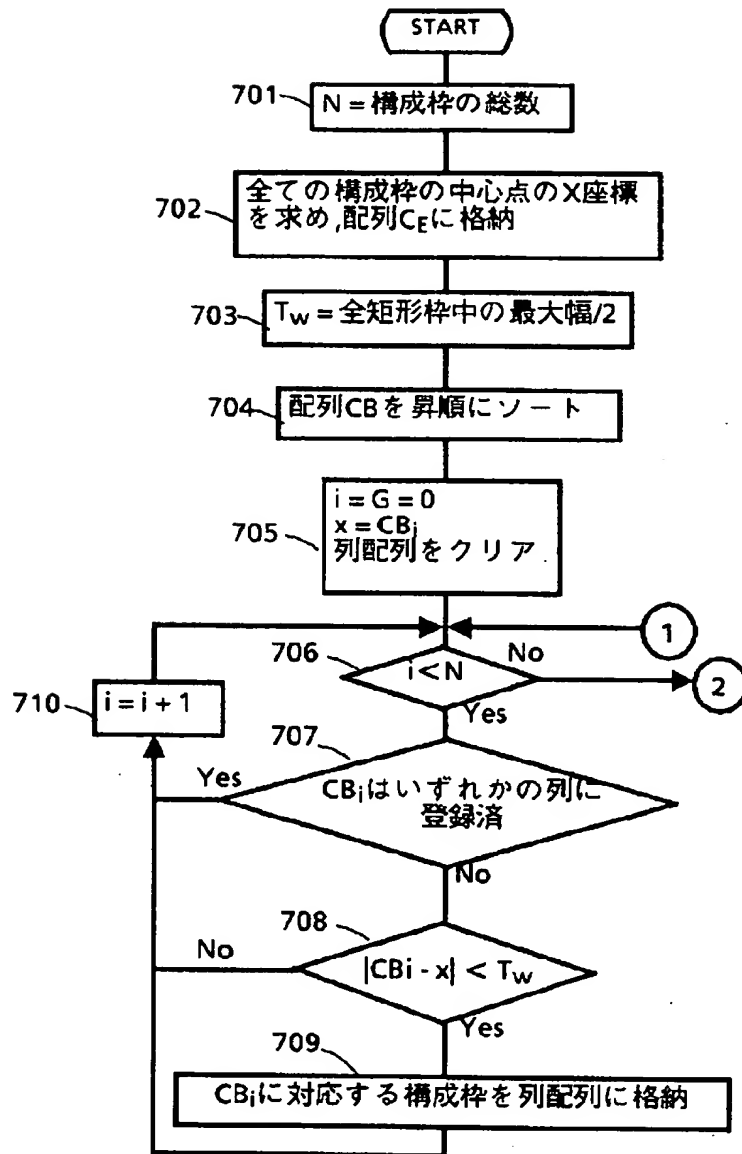 START
701
N=構成枠の総数
702
全ての構成枠の中心点のX座標
を求め,配列CEに格納
703
Tw=全矩形枠中の最大幅/2
704
配列CBを昇順にソート
705
i=G=0
x=CBi
列配列をクリア
1
706
i<N
No
2
Yes
710
i=i+1
707
Yes
CBiはいずれかの列に
登録済
No
708
No
|CBi-x|<Tw
Yes
709
CBiに対応する構成枠を列配列に格納